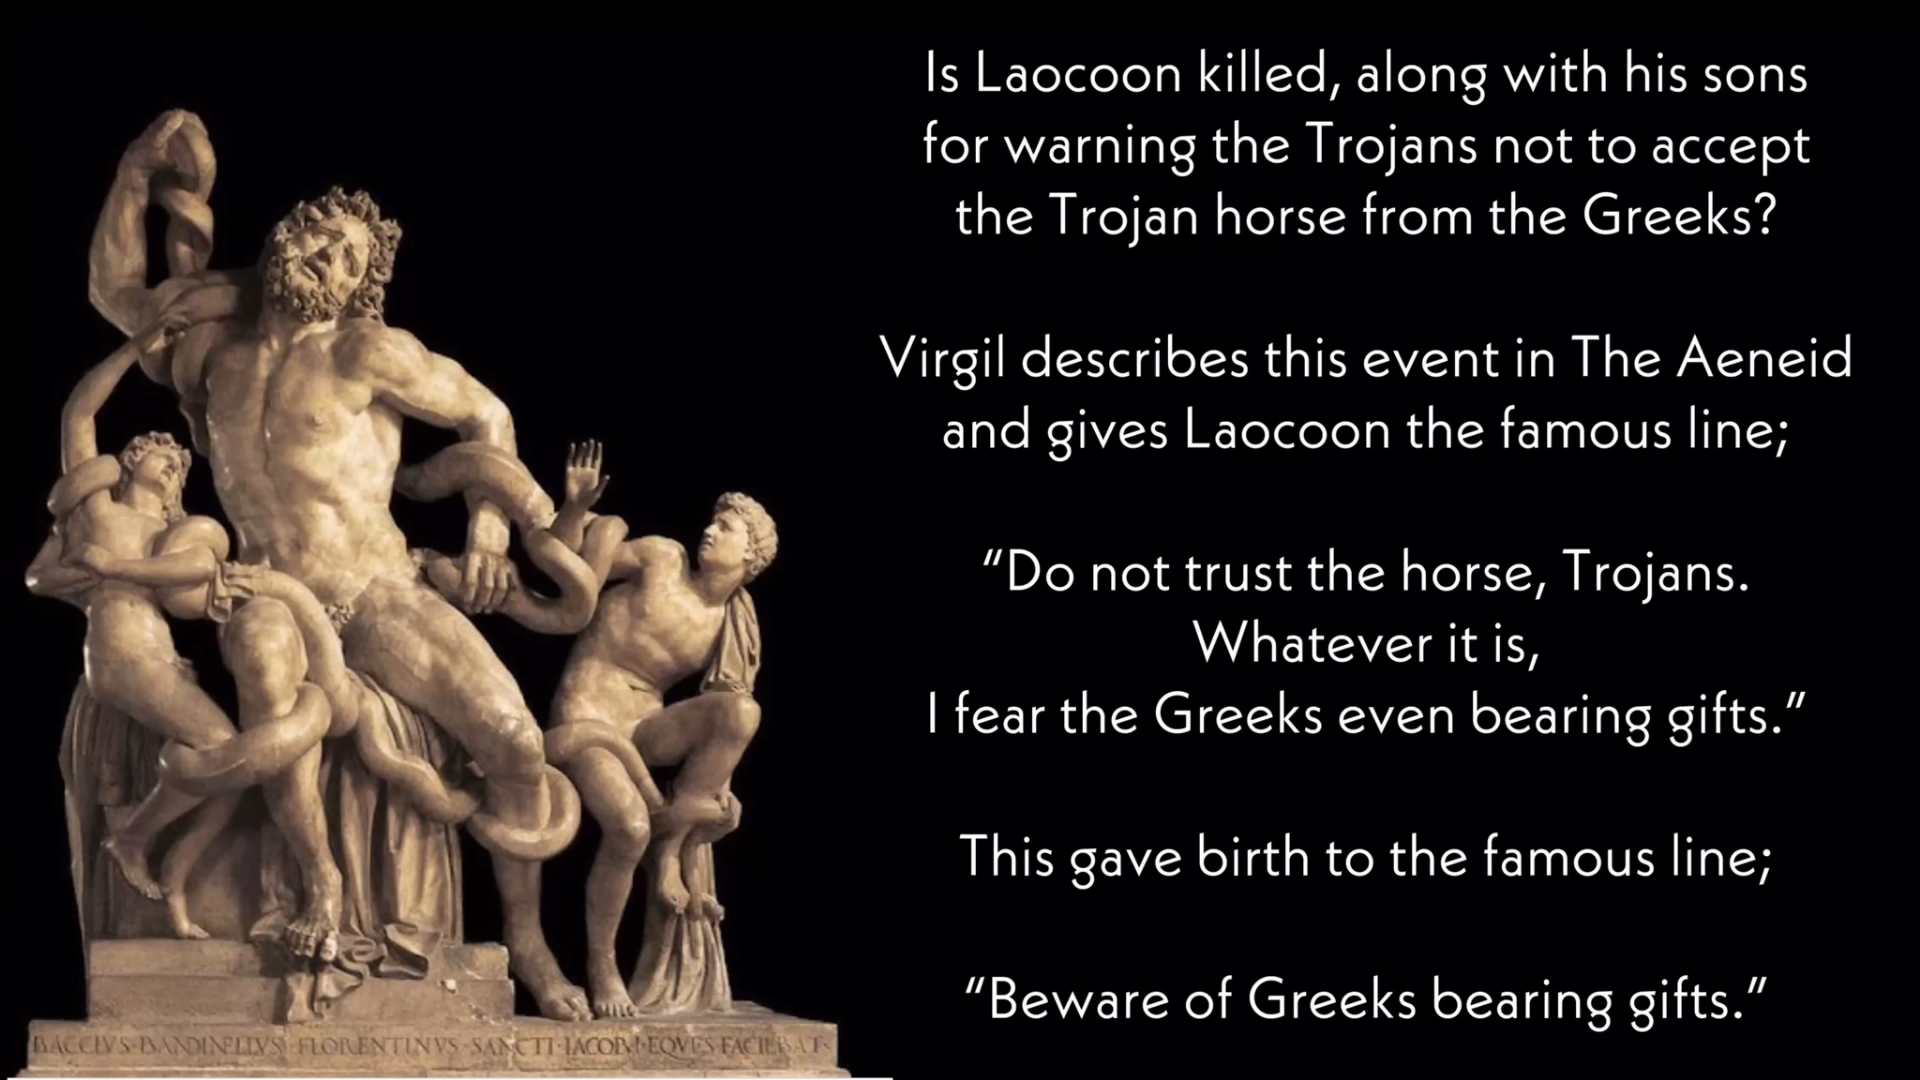 Is Laocoon killed, along with his sons
for warning the Trojans not to accept
the Trojan horse from the Greeks?
Virgil describes this event in The Aeneid
and gives Laocoon the famous line;
“Do not trust the horse, Trojans.
Whatever it is,
I fear the Greeks even bearing gifts.”
This gave birth to the famous line;
“Beware of Greeks bearing gifts.”
BACCIVS·BANDINELLVS·FLORENTINVS·SANCTI·IACOBI·EQVES FACIEBAT·